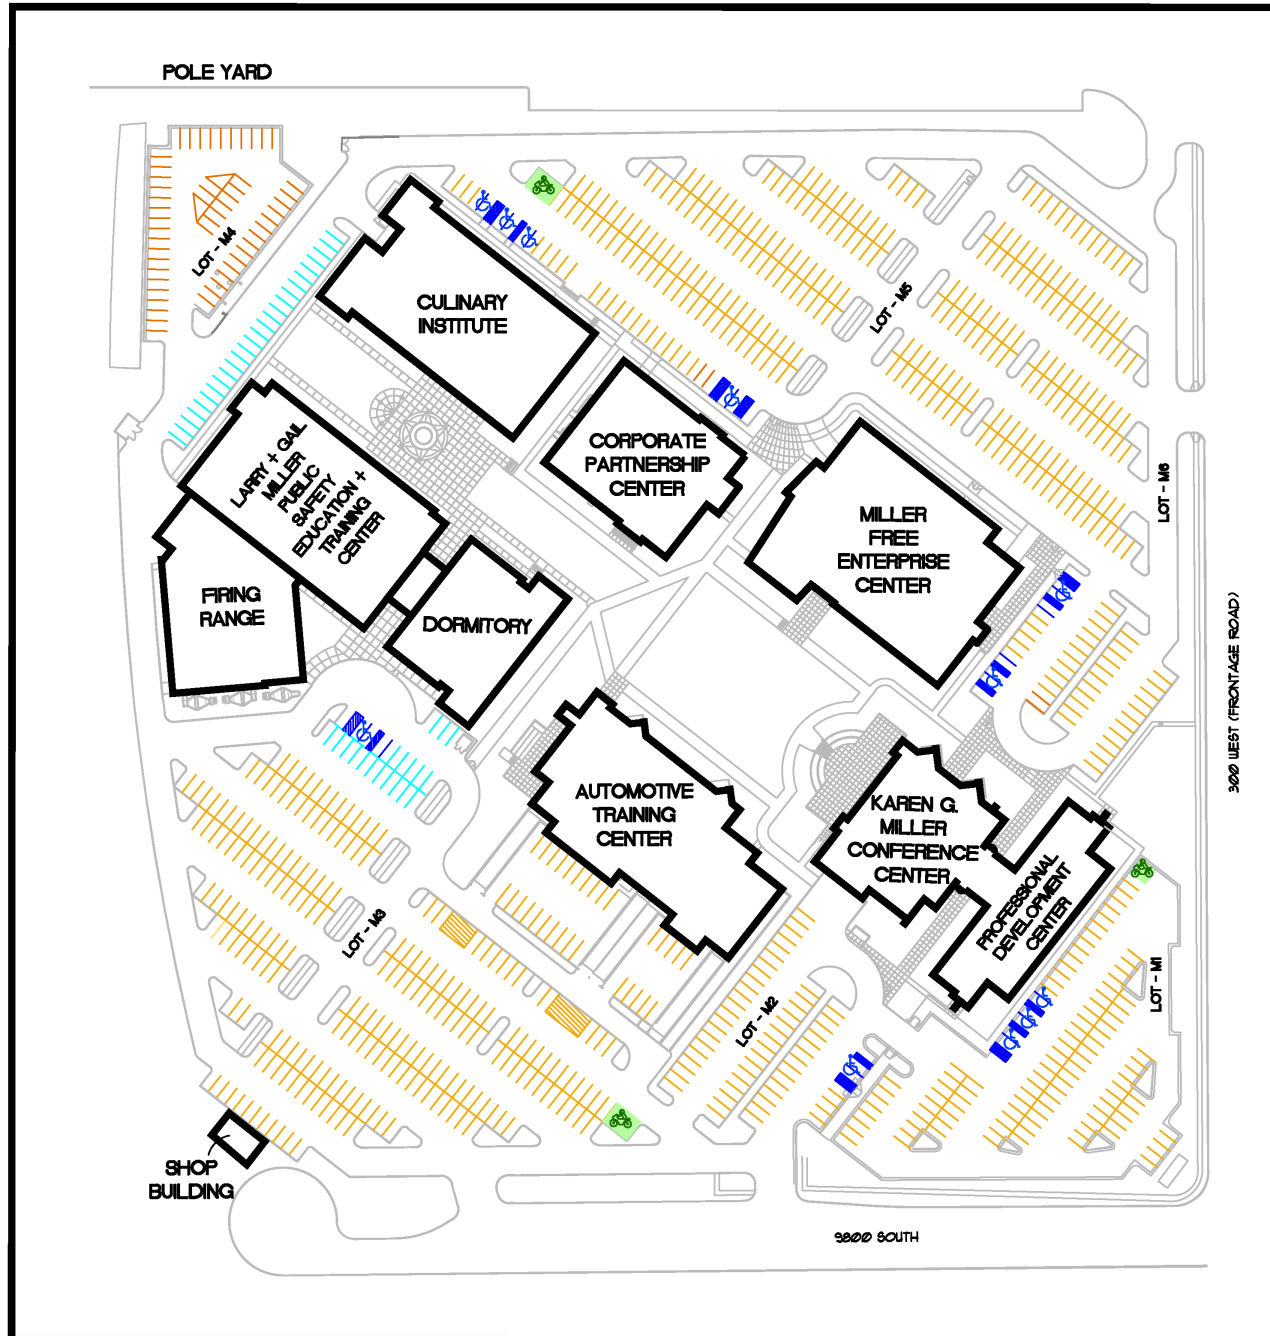 POLE YARD
LOT - M4
CULINARY
INSTITUTE
LOT - M5
LARRY + GAIL
MILLER
PUBLIC
SAFETY
EDUCATION +
TRAINING
CENTER
CORPORATE
PARTNERSHIP
CENTER
MILLER
FREE
ENTERPRISE
CENTER
LOT - M6
FIRING
RANGE
DORMITORY
300 WEST (FRONTAGE ROAD)
AUTOMOTIVE
TRAINING
CENTER
KAREN G.
MILLER
CONFERENCE
CENTER
PROFESSIONAL
DEVELOPMENT
CENTER
LOT - M3
LOT - M2
LOT - M1
SHOP
BUILDING
9800 SOUTH